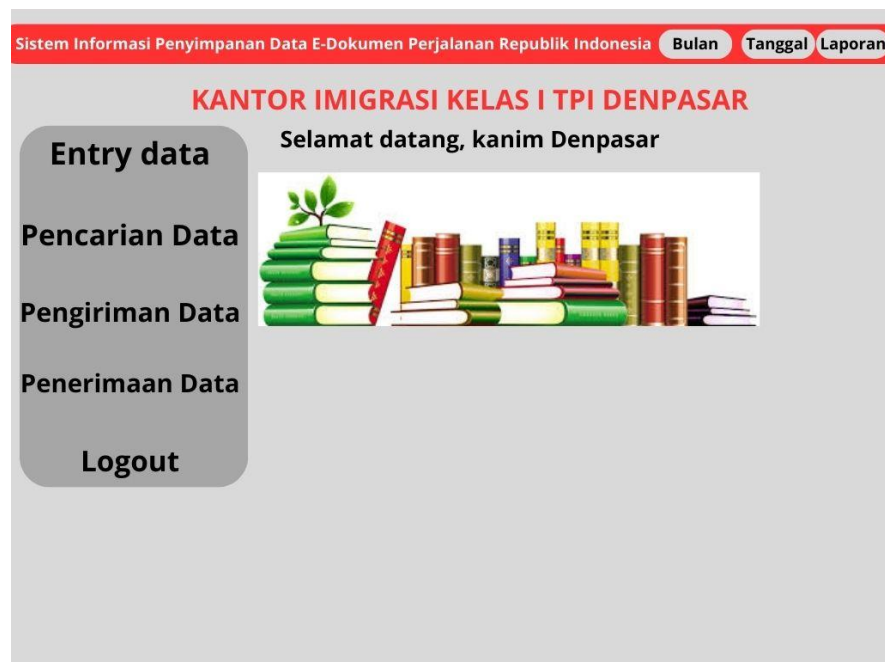 Sistem Informasi Penyimpanan Data E-Dokumen Perjalanan Republik Indonesia
Bulan
Tanggal
Laporan
KANTOR IMIGRASI KELAS I TPI DENPASAR
Selamat datang, kanim Denpasar
Entry data
Pencarian Data
Pengiriman Data
Penerimaan Data
Logout